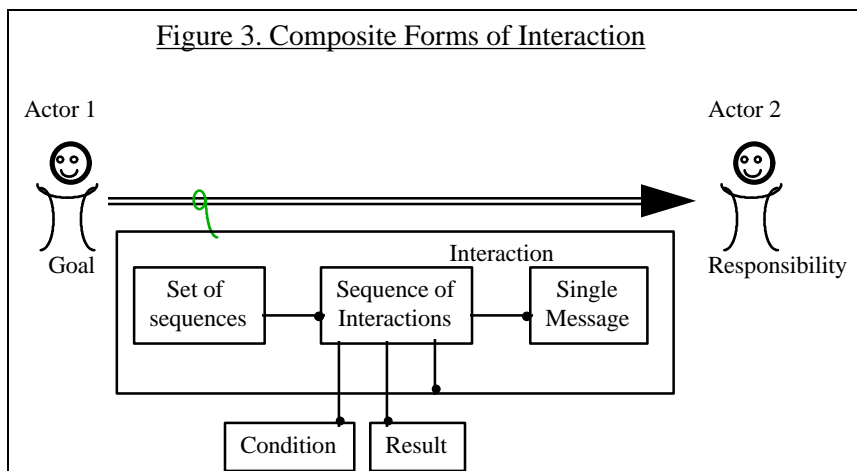 Figure 3. Composite Forms of Interaction
Actor 1
Actor 2
Goal
Interaction
Responsibility
Set of
sequences
Sequence of
Interactions
Single
Message
Condition
Result